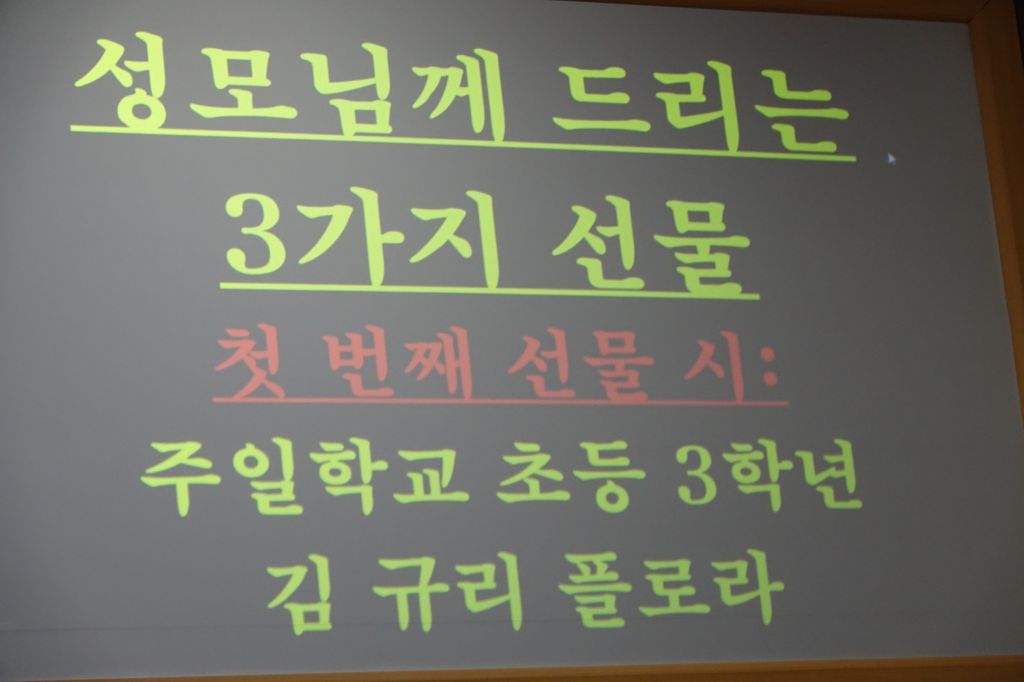 성모님께 드리는
3가지 선물
첫 번째 선물 시:
주일학교 초등 3학년
김 규리 플로라